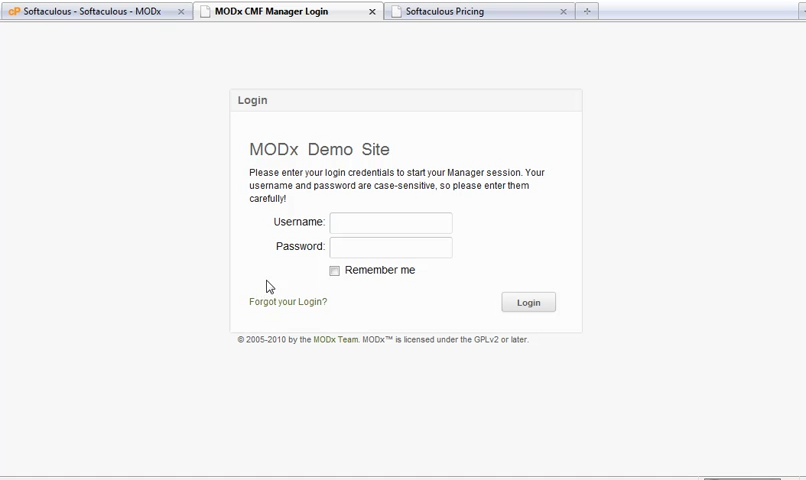 cP Softaculous - Softaculous - MODx
MODx CMF Manager Login
Softaculous Pricing
Login
MODx Demo Site
Please enter your login credentials to start your Manager session. Your
username and password are case-sensitive, so please enter them
carefully!
Username:
Password:
Remember me
Forgot your Login?
Login
© 2005-2010 by the MODx Team. MODx™ is licensed under the GPLv2 or later.